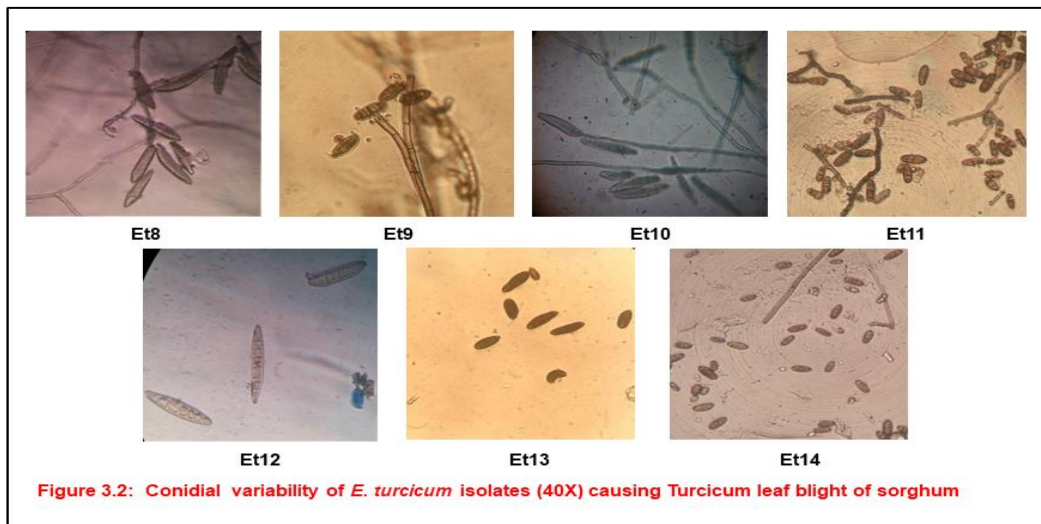 Et8 Et9 Et10 Et11
Et12 Et13 Et14
Figure 3.2: Conidial variability of E. turcicum isolates (40X) causing Turcicum leaf blight of sorghum